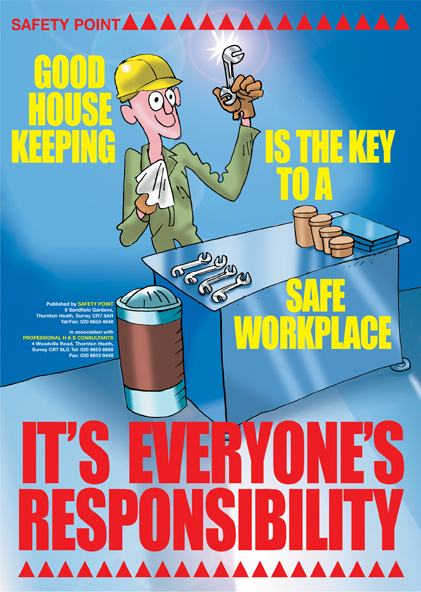 SAFETY POINT
GOOD
HOUSE
KEEPING
IS THE KEY
TO A
SAFE
WORKPLACE
Published by SAFETY POINT
6 Sandfield Gardens,
Thornton Heath, Surrey CR7 8AR
Tel/Fax: 020 8653 4646
in association with
PROFESSIONAL H & S CONSULTANTS
4 Woodville Road, Thornton Heath,
Surrey CR7 8LG Tel: 020 8653 6666
Fax: 020 8653 9448
IT'S EVERYONE'S
RESPONSIBILITY